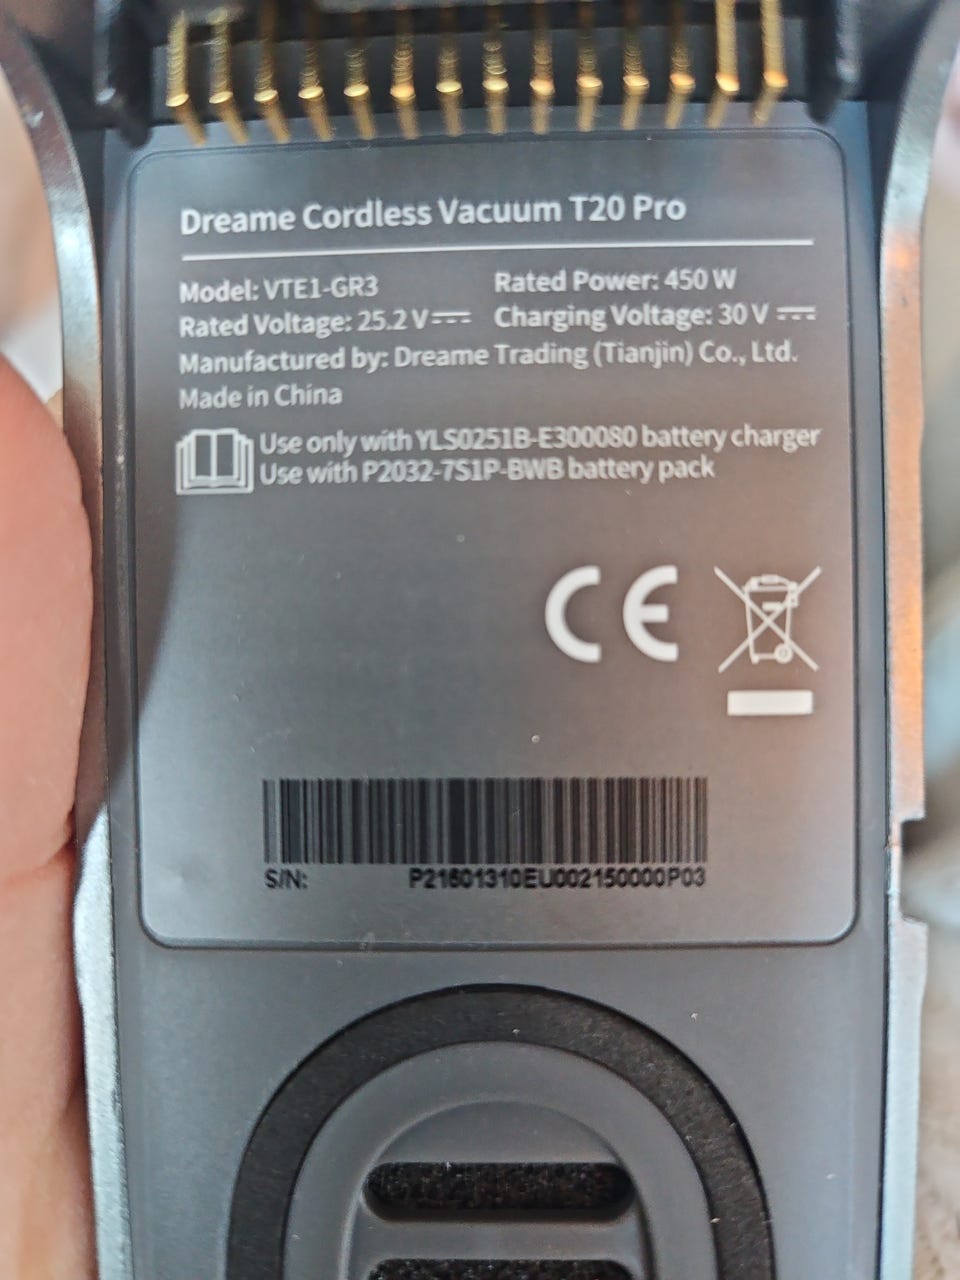 Dreame Cordless Vacuum T20 Pro
Model: VTE1-GR3 Rated Power: 450 W
Rated Voltage: 25.2 V⎓ Charging Voltage: 30 V ⎓
Manufactured by: Dreame Trading (Tianjin) Co., Ltd.
Made in China
Use only with YLS0251B-E300080 battery charger
Use with P2032-7S1P-BWB battery pack
CE
S/N: P21601310EU002150000P03